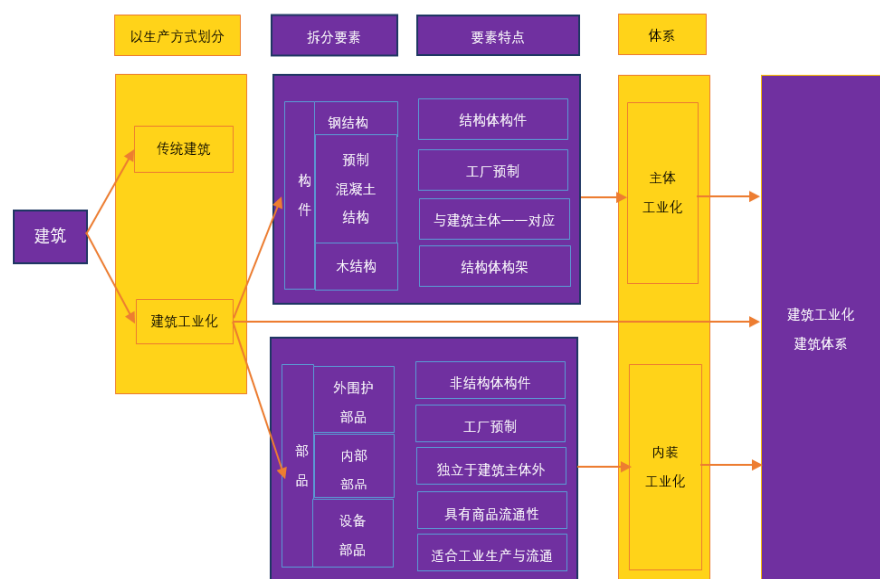 以生产方式划分
拆分要素
要素特点
体系
建筑
传统建筑
建筑工业化
构
件
钢结构
预制
混凝土
结构
木结构
结构体构件
工厂预制
与建筑主体一一对应
结构体构架
主体
工业化
部
品
外围护
部品
内部
部品
设备
部品
非结构体构件
工厂预制
独立于建筑主体外
具有商品流通性
适合工业生产与流通
内装
工业化
建筑工业化
建筑体系